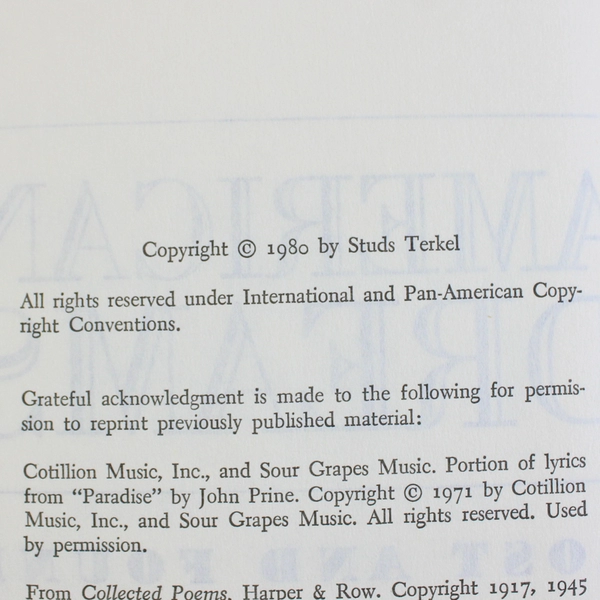 Copyright © 1980 by Studs Terkel
All rights reserved under International and Pan-American Copy-
right Conventions.
Grateful acknowledgment is made to the following for permis-
sion to reprint previously published material:
Cotillion Music, Inc., and Sour Grapes Music. Portion of lyrics
from “Paradise” by John Prine. Copyright © 1971 by Cotillion
Music, Inc., and Sour Grapes Music. All rights reserved. Used
by permission.
From Collected Poems, Harper & Row. Copyright 1917, 1945